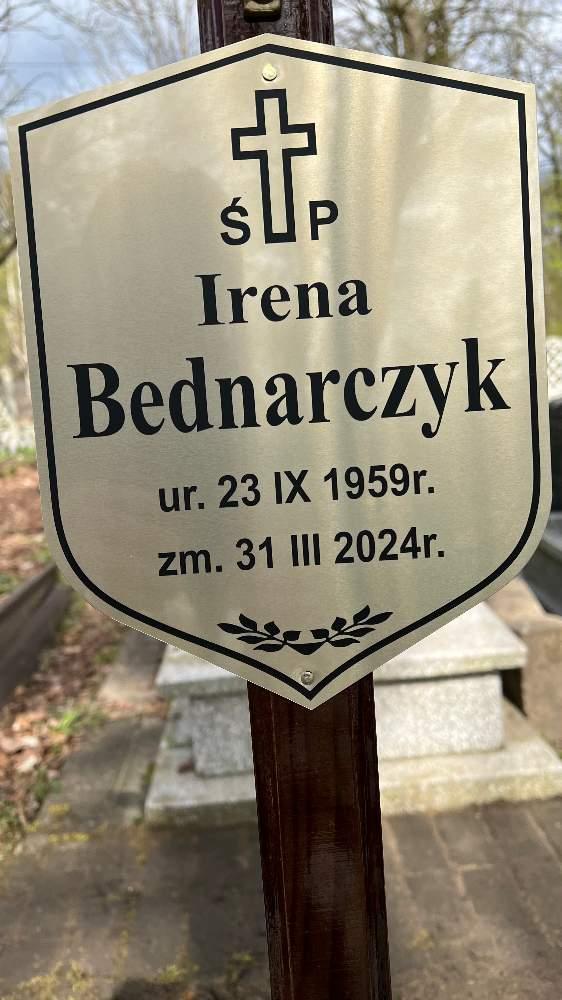 Ś P
Irena
Bednarczyk
ur. 23 IX 1959r.
zm. 31 III 2024r.